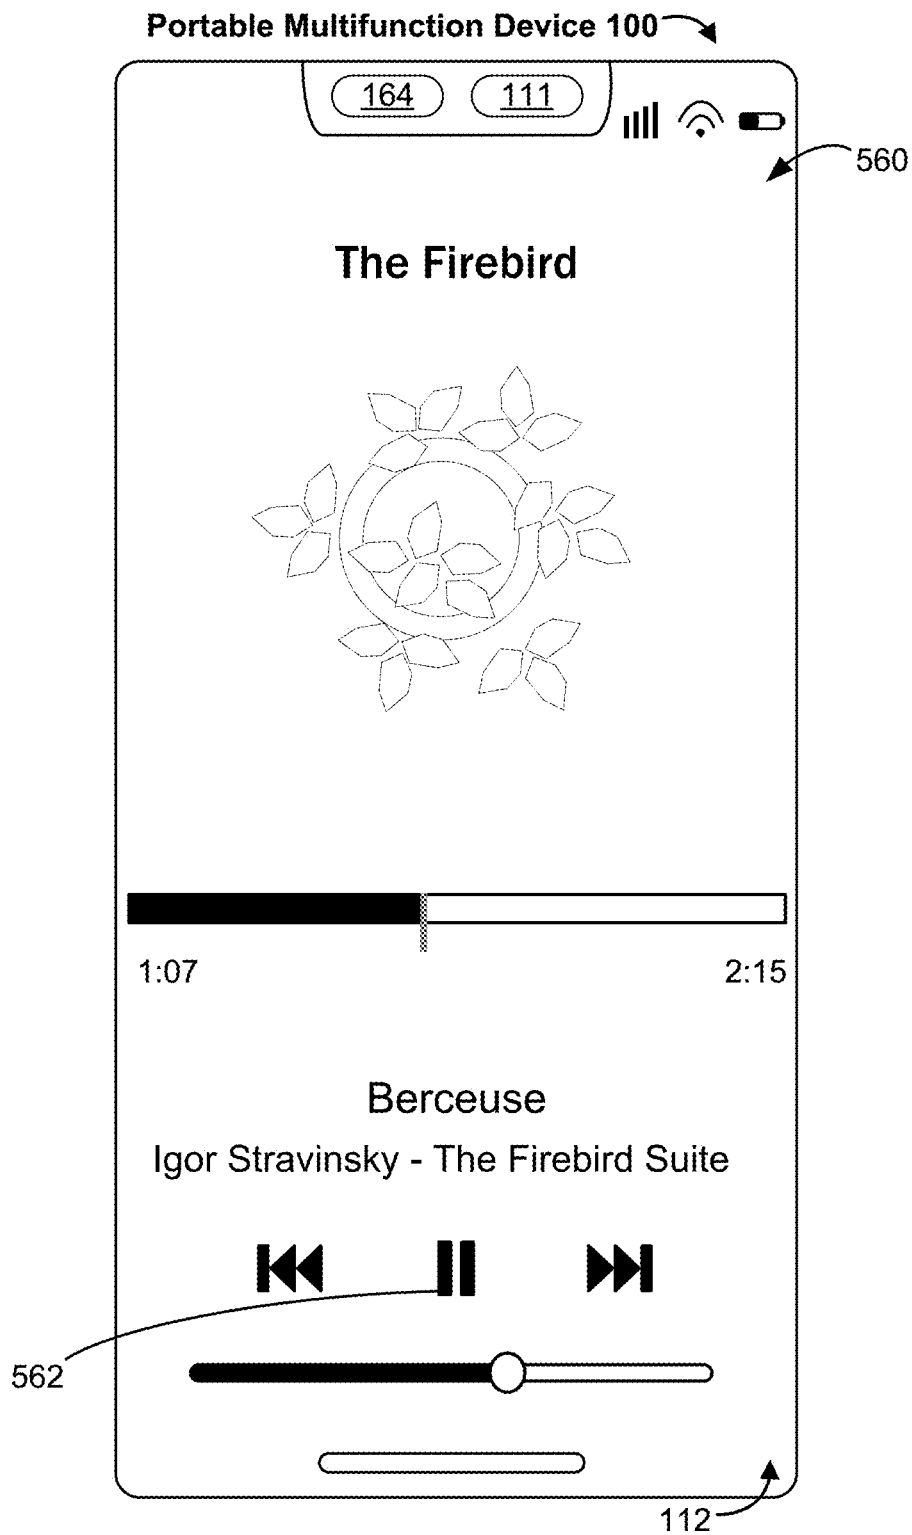 Portable Multifunction Device 100
164 111
560
The Firebird
1:07 2:15
Berceuse
Igor Stravinsky - The Firebird Suite
562
112